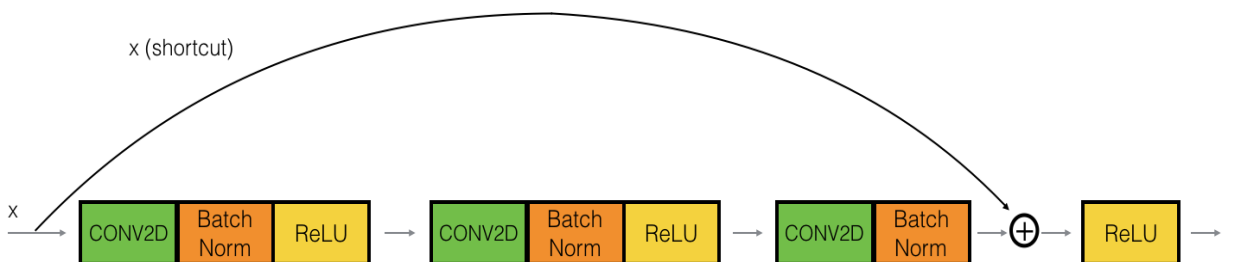 x (shortcut)
x
CONV2D
Batch
Norm
ReLU
CONV2D
Batch
Norm
ReLU
CONV2D
Batch
Norm
+
ReLU